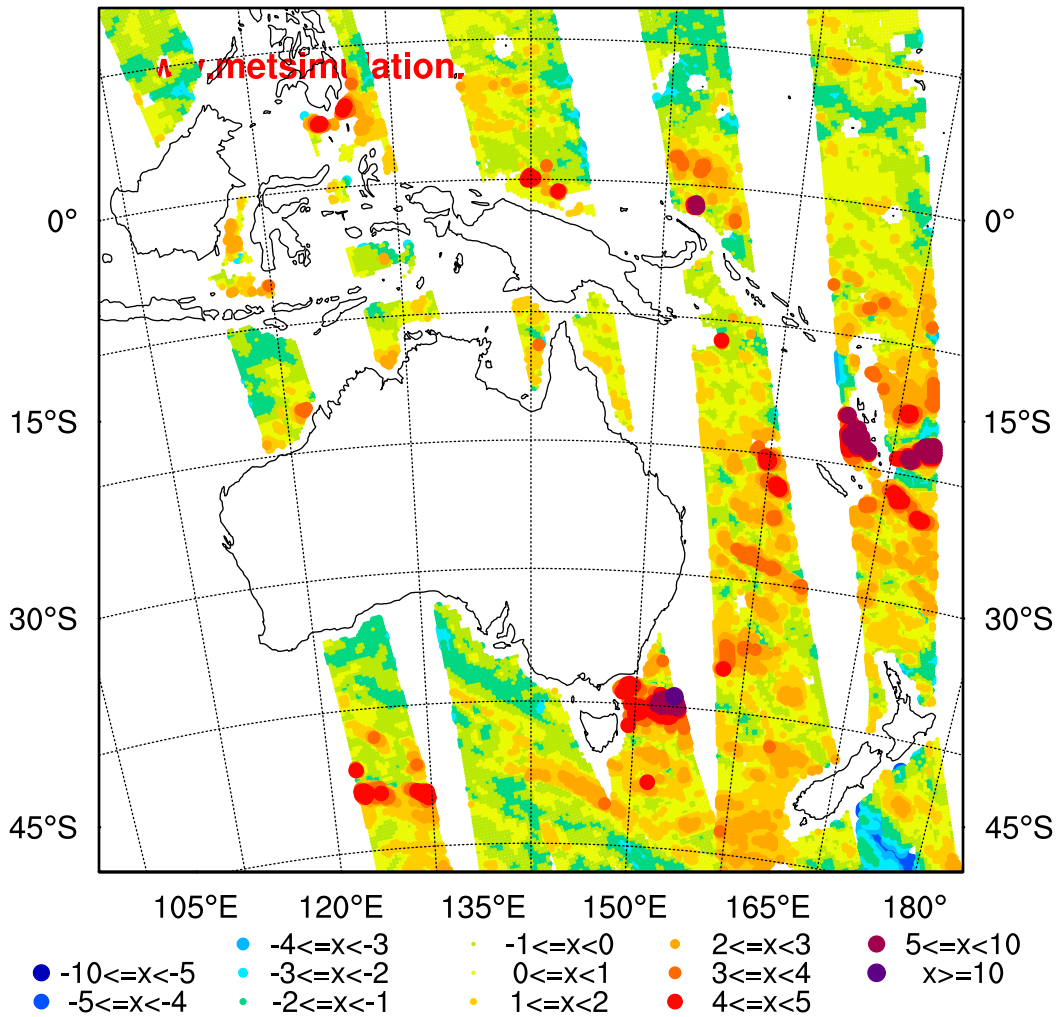 metsimulation.
0° 0°
15°S 15°S
30°S 30°S
45°S 45°S
105°E 120°E 135°E 150°E 165°E 180°
-4<=x<-3 -1<=x<0 2<=x<3 5<=x<10
-10<=x<-5 -3<=x<-2 0<=x<1 3<=x<4 x>=10
-5<=x<-4 -2<=x<-1 1<=x<2 4<=x<5